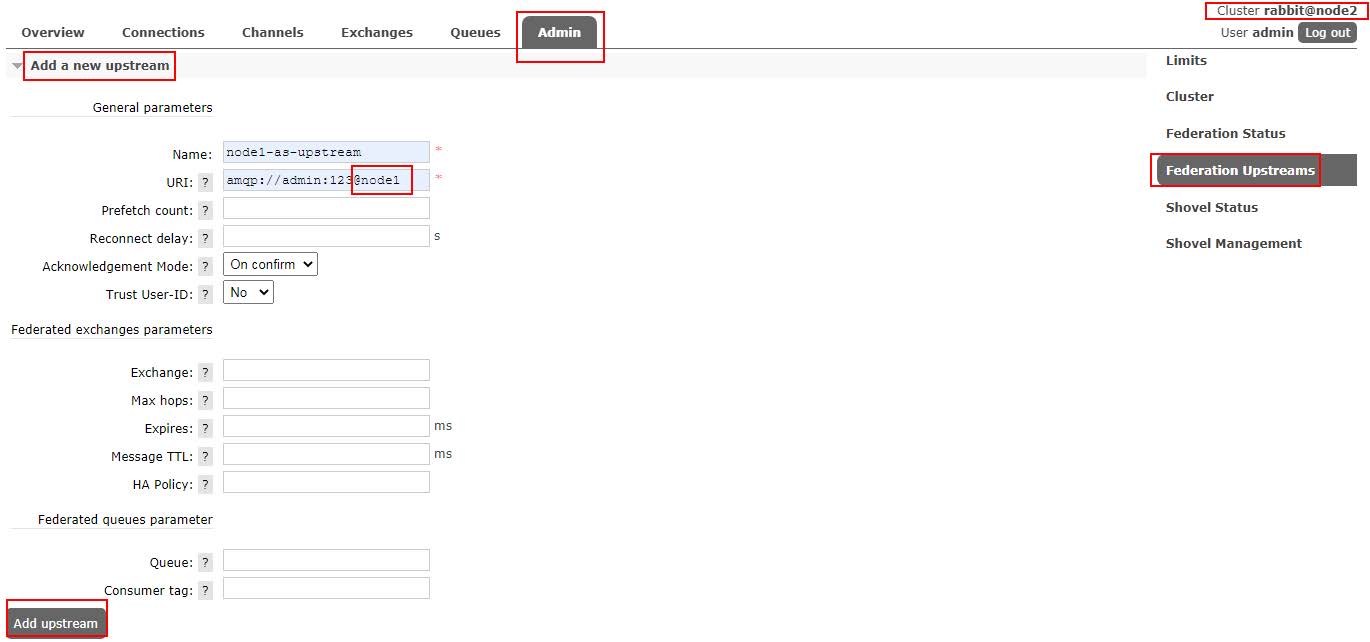 Cluster rabbit@node2
Overview Connections Channels Exchanges Queues Admin User admin Log out
Add a new upstream
Limits
Cluster
Federation Status
Federation Upstreams
Shovel Status
Shovel Management
General parameters
Name: node1-as-upstream *
URI: ? amqp://admin:123@node1 *
Prefetch count: ?
Reconnect delay: ? s
Acknowledgement Mode: ? On confirm
Trust User-ID: ? No
Federated exchanges parameters
Exchange: ?
Max hops: ?
Expires: ? ms
Message TTL: ? ms
HA Policy: ?
Federated queues parameter
Queue: ?
Consumer tag: ?
Add upstream